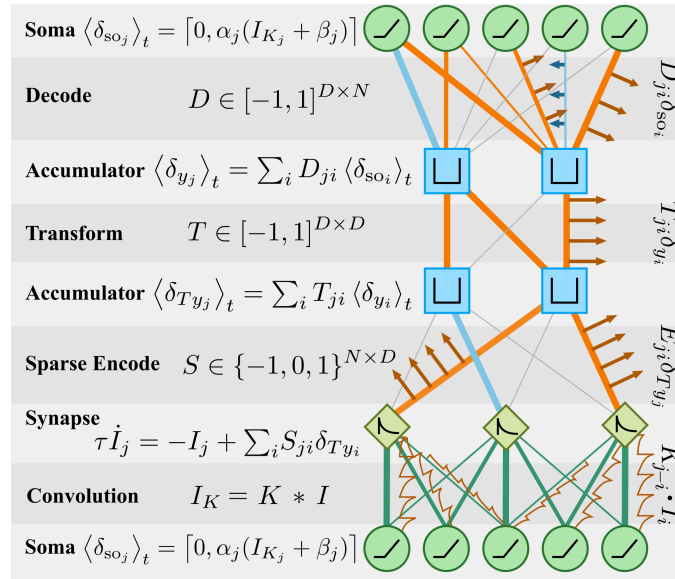 Soma ⟨δ_{so_j}⟩_t = ⌈0, α_j(I_{K_j} + β_j)⌉
Decode D ∈ [-1, 1]^{D×N}
D_{ji}δ_{so_i}
Accumulator ⟨δ_{y_j}⟩_t = ∑_i D_{ji} ⟨δ_{so_i}⟩_t
Transform T ∈ [-1, 1]^{D×D}
T_{ji}δ_{y_i}
Accumulator ⟨δ_{Ty_j}⟩_t = ∑_i T_{ji} ⟨δ_{y_i}⟩_t
Sparse Encode S ∈ {-1, 0, 1}^{N×D}
E_{ji}δ_{Ty_j}
Synapse
τİ_j = -I_j + ∑_i S_{ji}δ_{Ty_i}
Convolution I_K = K * I
K_{j-i} · I_i
Soma ⟨δ_{so_j}⟩_t = ⌈0, α_j(I_{K_j} + β_j)⌉